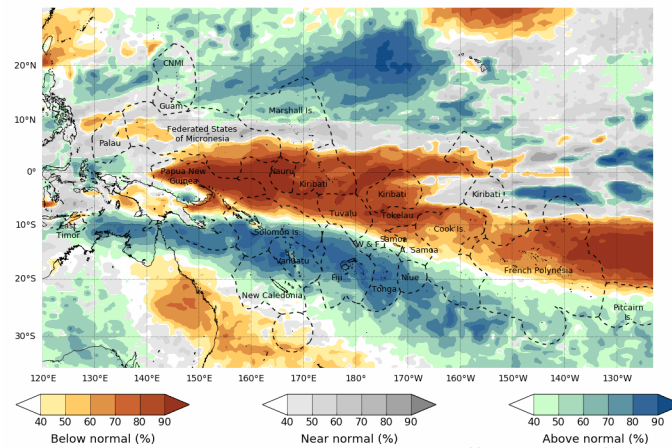 CNMI
20°N
Guam
Marshall Is.
10°N
Federated States
of Micronesia
Palau
0°
Papua New
Guinea
Nauru
Kiribati
Kiribati
Kiribati
Tuvalu
Tokelau
10°S
East
Timor
Solomon Is.
Cook Is.
Samoa
W & F
A. Samoa
Vanuatu
French Polynesia
20°S
Fiji
Niue
Tonga
New Caledonia
Pitcairn
Is.
30°S
120°E 130°E 140°E 150°E 160°E 170°E 180° 170°W 160°W 150°W 140°W 130°W
40 50 60 70 80 90
40 50 60 70 80 90
40 50 60 70 80 90
Below normal (%)
Near normal (%)
Above normal (%)